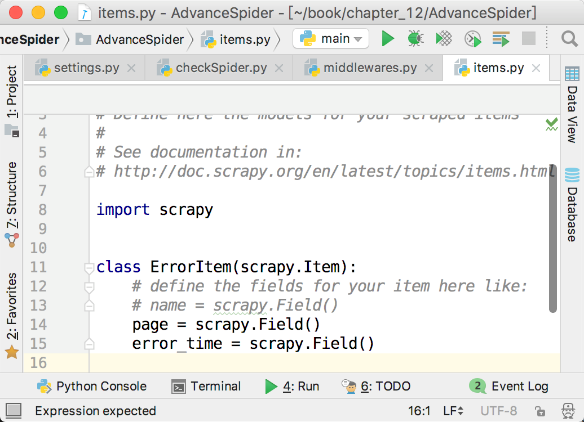 items.py - AdvanceSpider - [~/book/chapter_12/AdvanceSpider]
nceSpider AdvanceSpider items.py main
settings.py checkSpider.py middlewares.py items.py
1: Project
7: Structure
2: Favorites
3 # Define here the models for your scraped items
4 #
5 # See documentation in:
6 # http://doc.scrapy.org/en/latest/topics/items.html
7
8 import scrapy
9
10
11 class ErrorItem(scrapy.Item):
12 # define the fields for your item here like:
13 # name = scrapy.Field()
14 page = scrapy.Field()
15 error_time = scrapy.Field()
16
Data View
Database
Python Console Terminal 4: Run 6: TODO 2 Event Log
Expression expected 16:1 LF÷ UTF-8